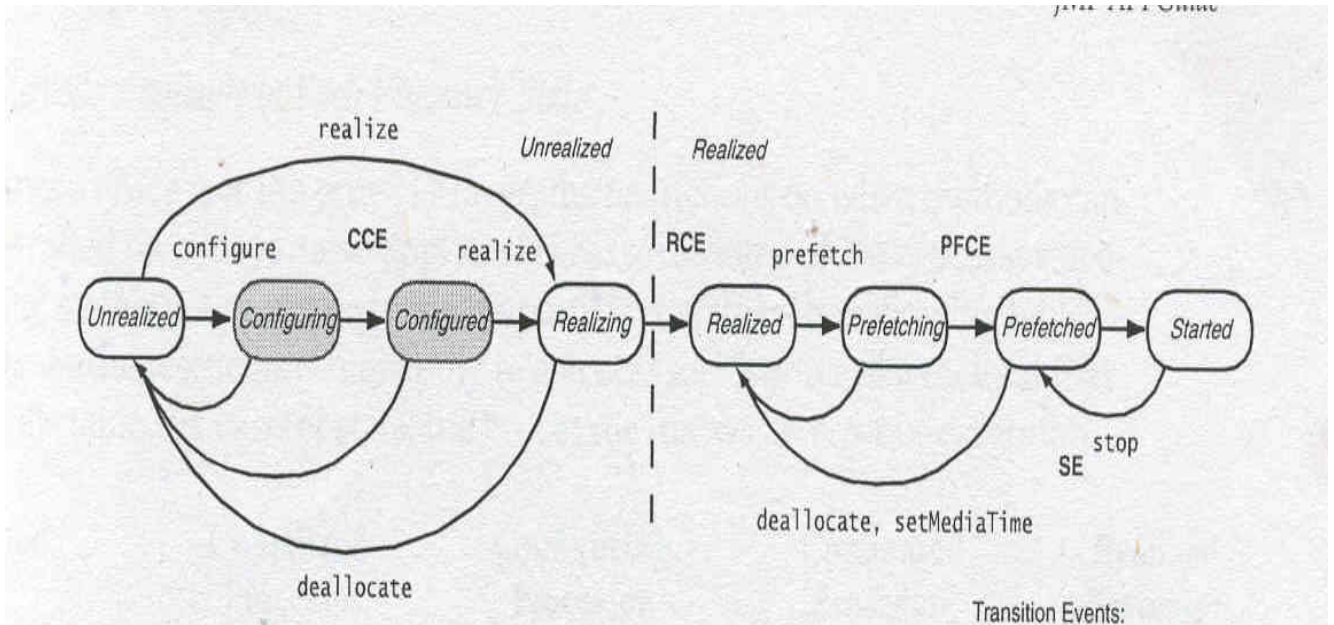 realize
Unrealized
Realized
configure
CCE
realize
RCE
prefetch
PFCE
Unrealized
Configuring
Configured
Realizing
Realized
Prefetching
Prefetched
Started
stop
SE
deallocate, setMediaTime
deallocate
Transition Events: